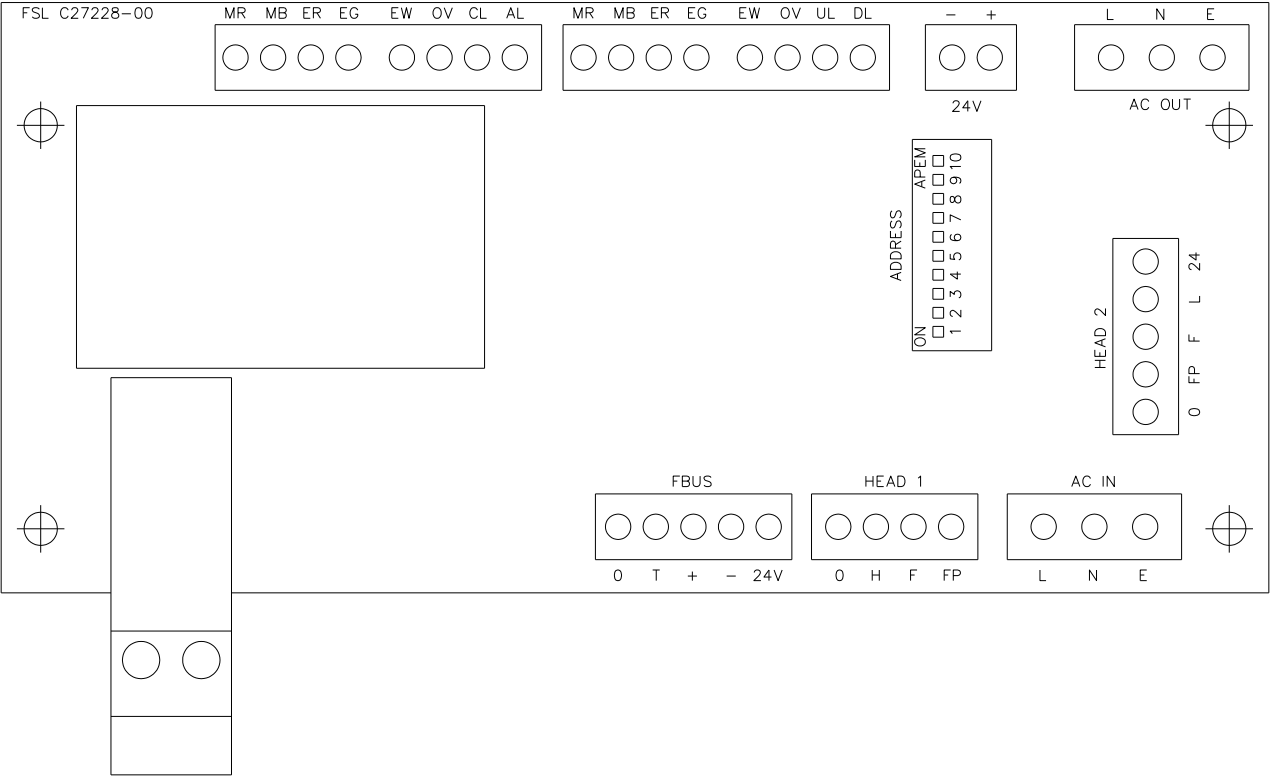 FSL C27228-00
MR MB ER EG EW OV CL AL
MR MB ER EG EW OV UL DL
- +
24V
L N E
AC OUT
ADDRESS
ON APEM
1 2 3 4 5 6 7 8 9 10
HEAD 2
0 FP F L 24
FBUS
0 T + - 24V
HEAD 1
0 H F FP
AC IN
L N E